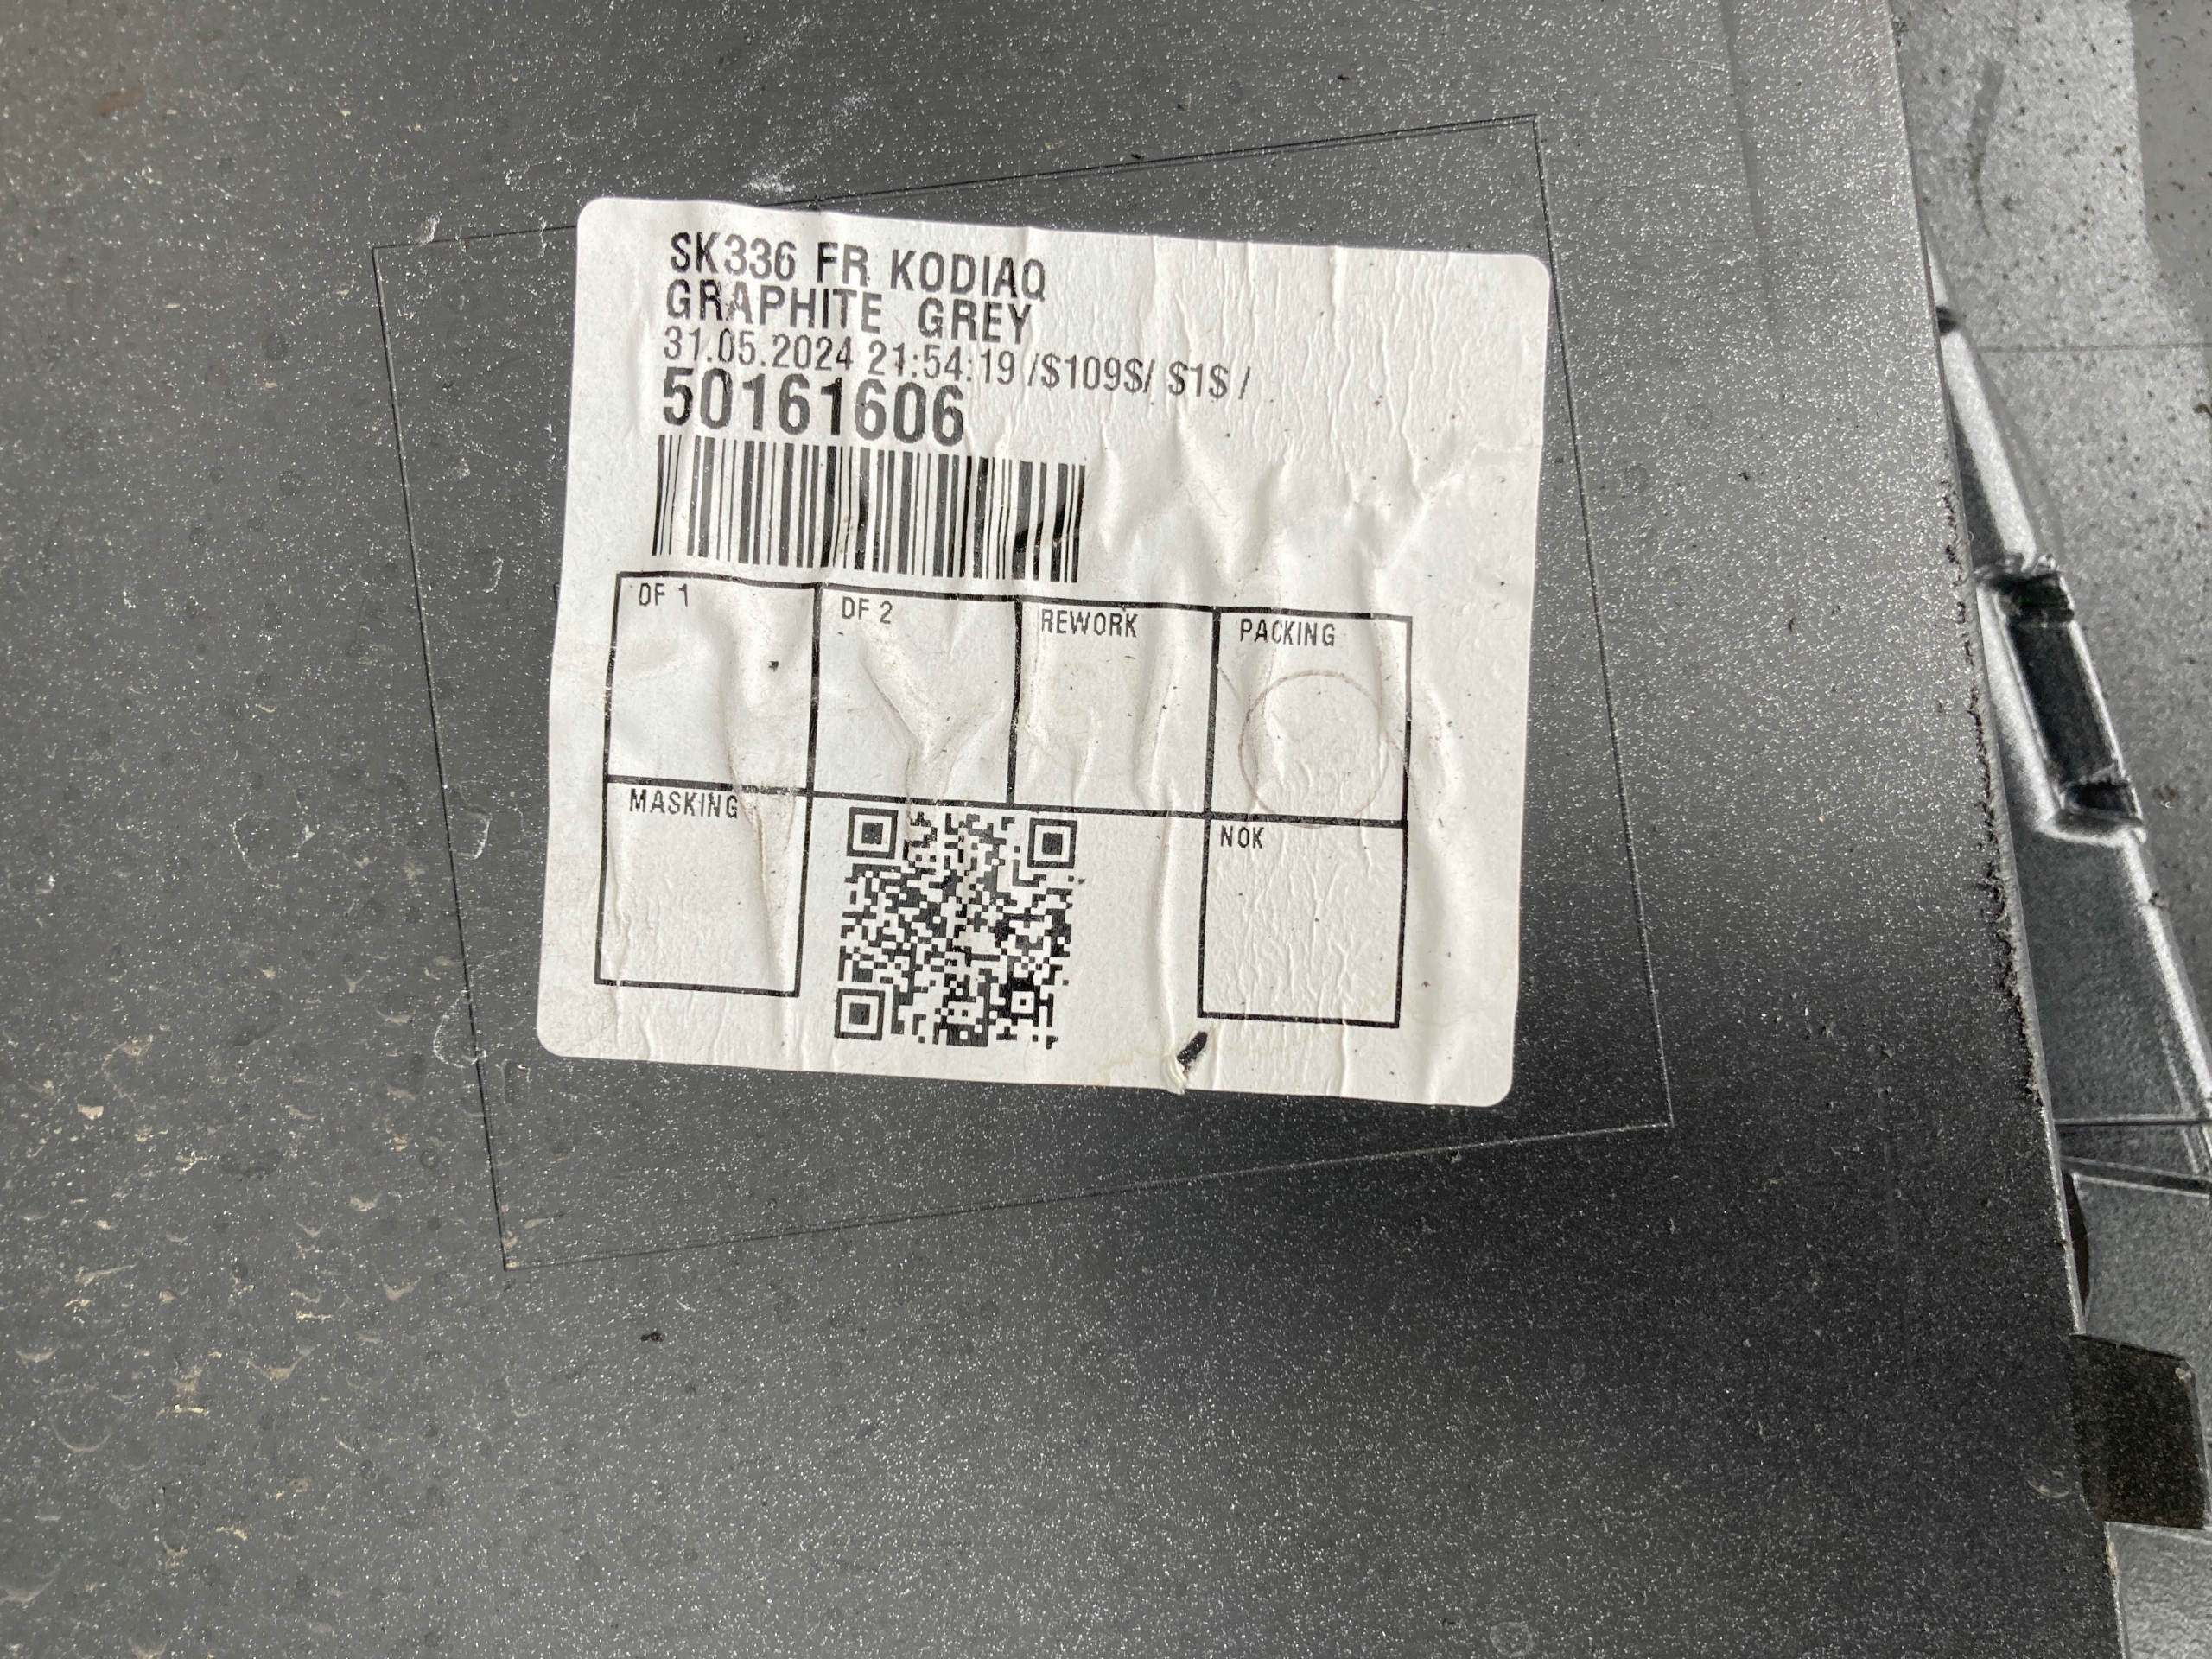 SK336 FR KODIAQ
GRAPHITE GREY
31.05.2024 21:54:19 /$109$/ $1$ /
50161606
DF 1
DF 2
REWORK
PACKING
MASKING
NOK